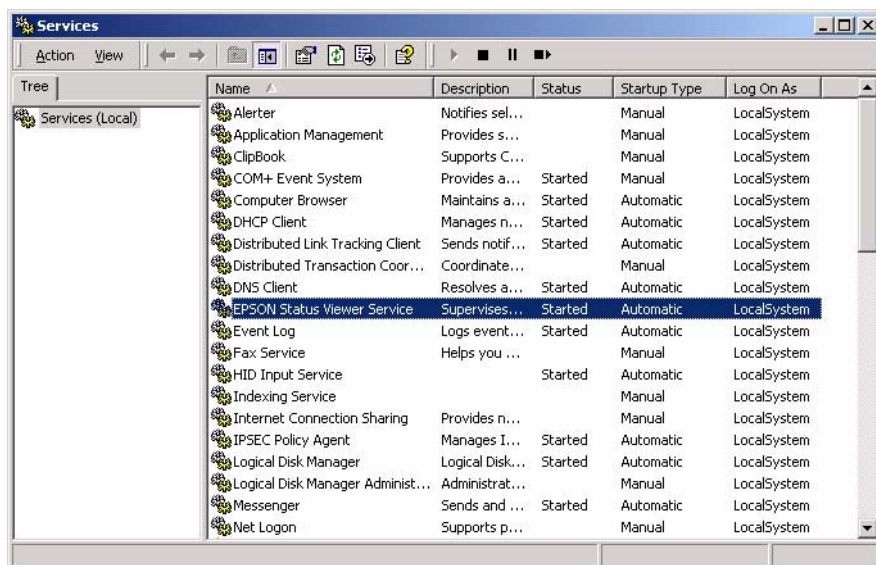 Services
Action View
Tree
Name Description Status Startup Type Log On As
Services (Local)
Alerter Notifies sel... Manual LocalSystem
Application Management Provides s... Manual LocalSystem
ClipBook Supports C... Manual LocalSystem
COM+ Event System Provides a... Started Manual LocalSystem
Computer Browser Maintains a... Started Automatic LocalSystem
DHCP Client Manages n... Started Automatic LocalSystem
Distributed Link Tracking Client Sends notif... Started Automatic LocalSystem
Distributed Transaction Coor... Coordinate... Manual LocalSystem
DNS Client Resolves a... Started Automatic LocalSystem
EPSON Status Viewer Service Supervises... Started Automatic LocalSystem
Event Log Logs event... Started Automatic LocalSystem
Fax Service Helps you ... Manual LocalSystem
HID Input Service Started Automatic LocalSystem
Indexing Service Manual LocalSystem
Internet Connection Sharing Provides n... Manual LocalSystem
IPSEC Policy Agent Manages I... Started Automatic LocalSystem
Logical Disk Manager Logical Disk... Started Automatic LocalSystem
Logical Disk Manager Administ... Administrat... Manual LocalSystem
Messenger Sends and ... Started Automatic LocalSystem
Net Logon Supports p... Manual LocalSystem